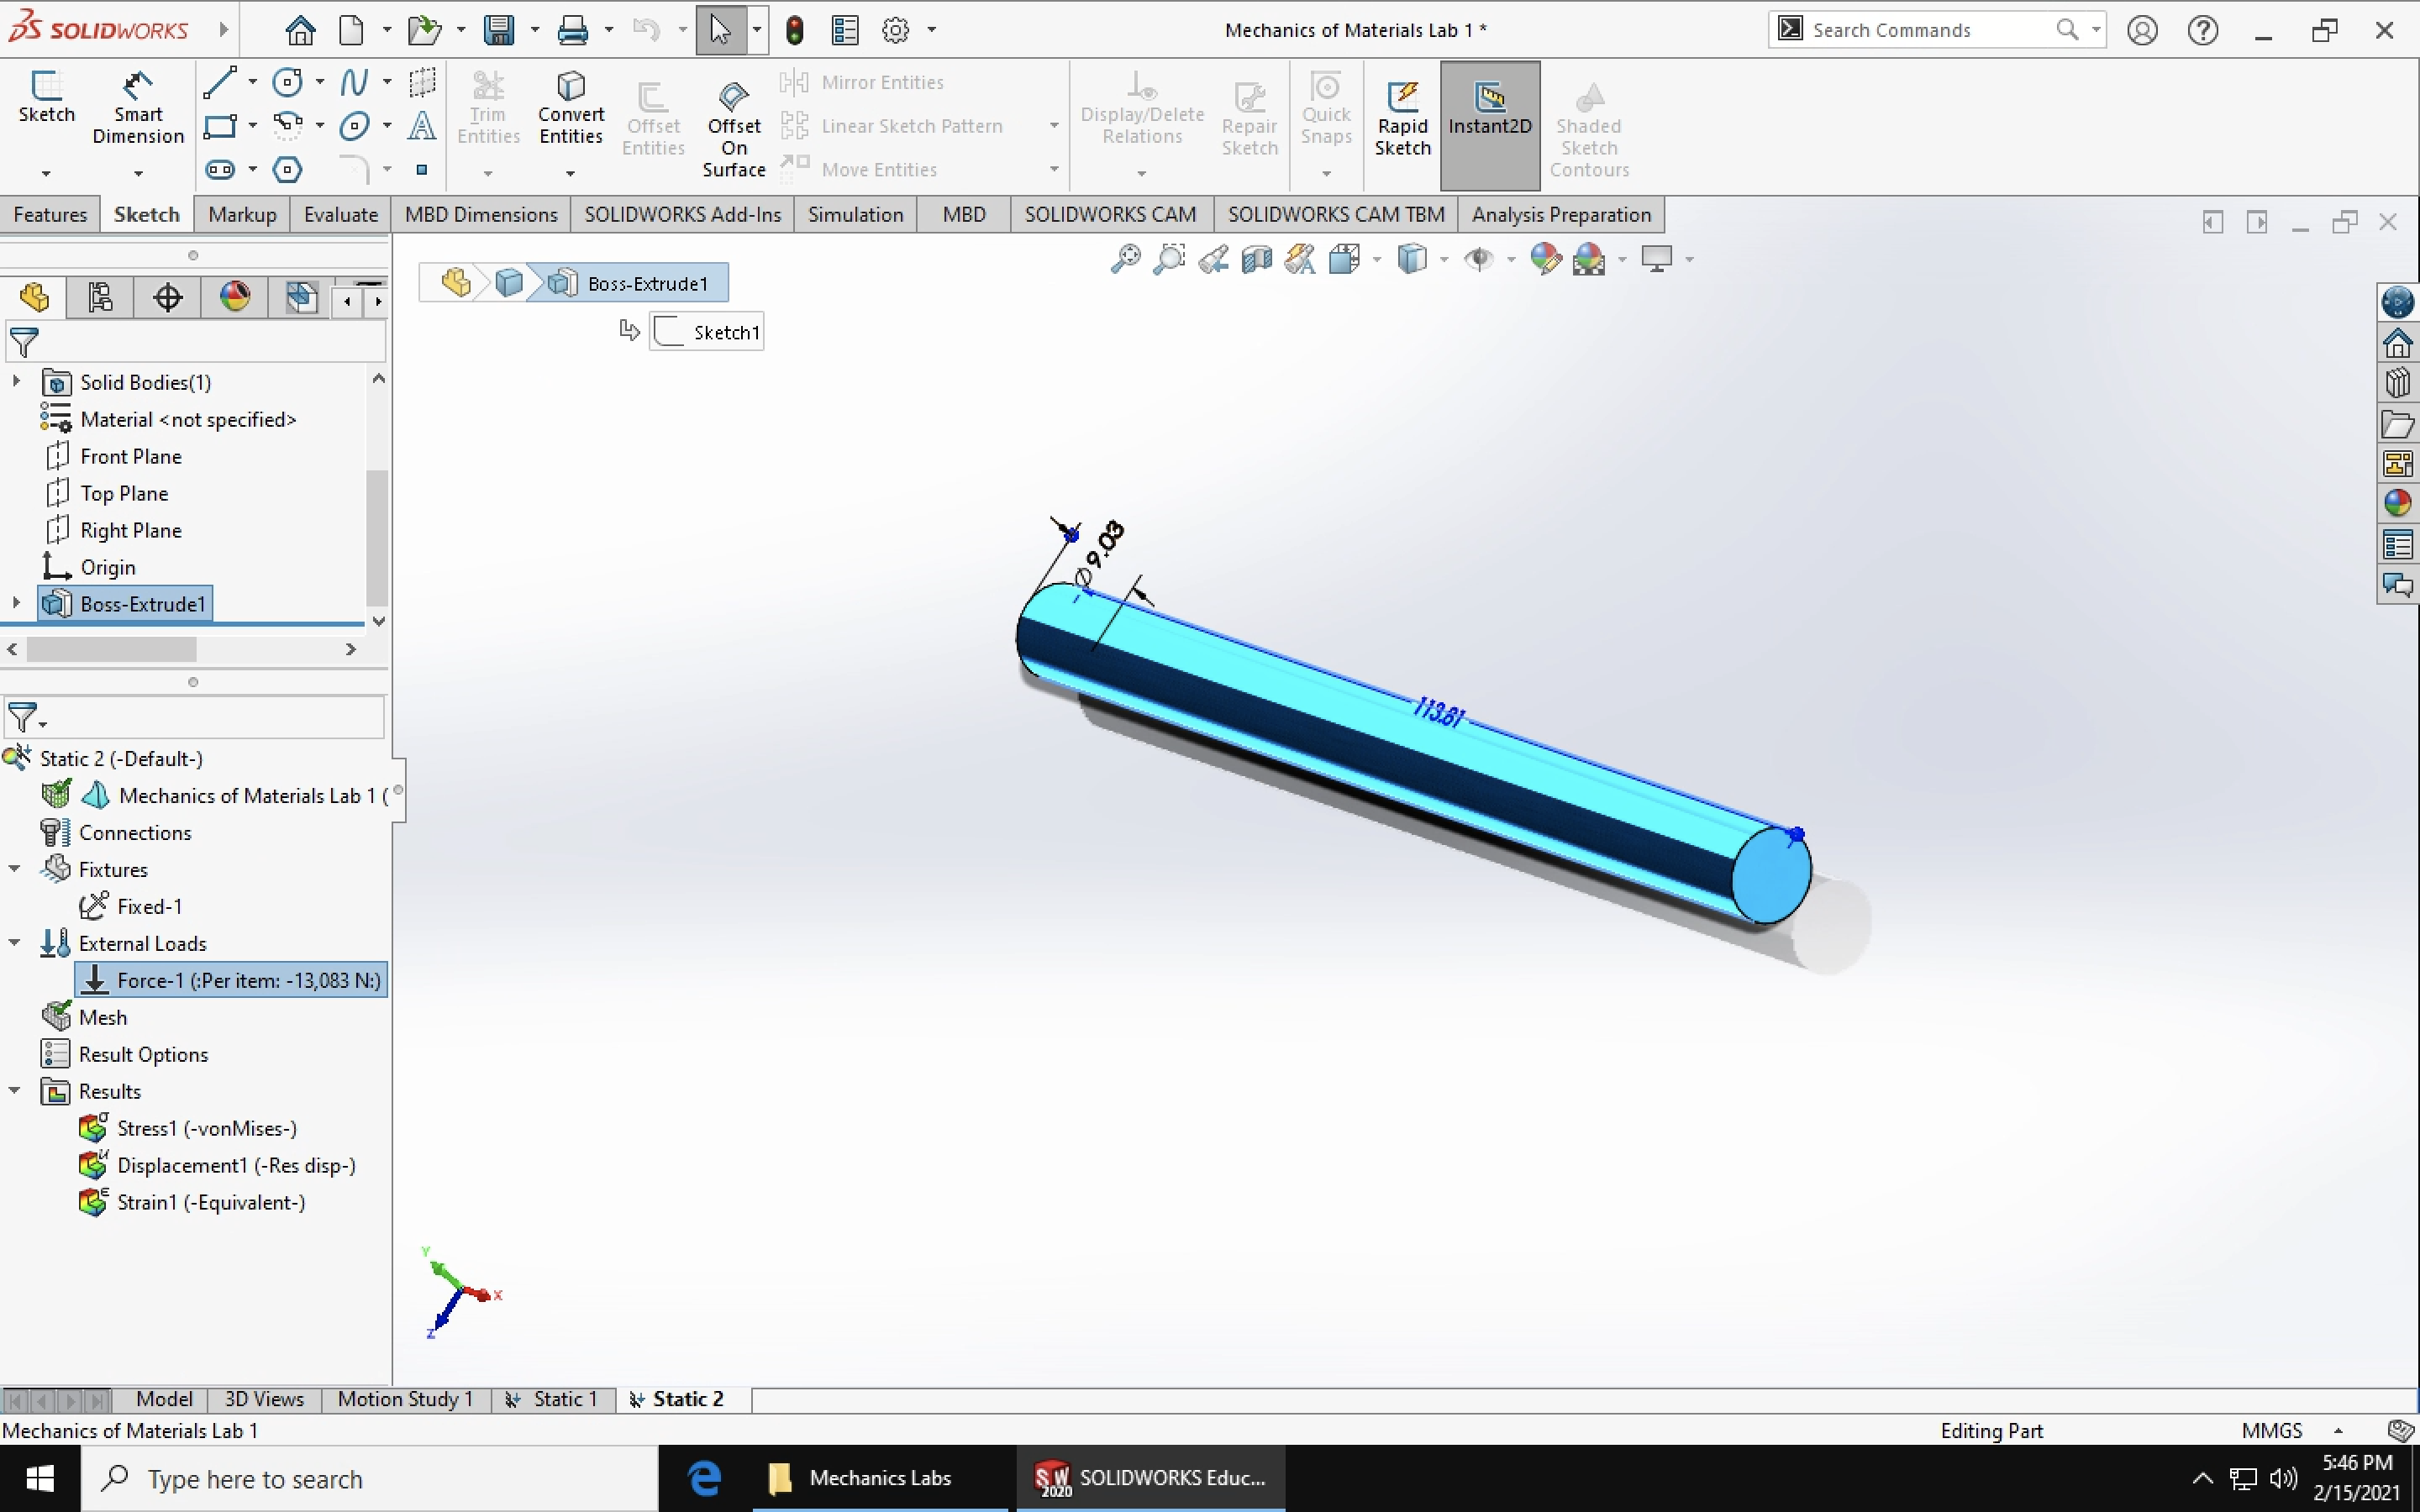 SOLIDWORKS
Mechanics of Materials Lab 1 *
Search Commands
Sketch
Smart Dimension
Trim Entities
Convert Entities
Offset Entities
Offset On Surface
Mirror Entities
Linear Sketch Pattern
Move Entities
Display/Delete Relations
Repair Sketch
Quick Snaps
Rapid Sketch
Instant2D
Shaded Sketch Contours
Features
Sketch
Markup
Evaluate
MBD Dimensions
SOLIDWORKS Add-Ins
Simulation
MBD
SOLIDWORKS CAM
SOLIDWORKS CAM TBM
Analysis Preparation
Boss-Extrude1
Sketch1
Solid Bodies(1)
Material <not specified>
Front Plane
Top Plane
Right Plane
Origin
Boss-Extrude1
Static 2 (-Default-)
Mechanics of Materials Lab 1 (
Connections
Fixtures
Fixed-1
External Loads
Force-1 (:Per item: -13,083 N:)
Mesh
Result Options
Results
Stress1 (-vonMises-)
Displacement1 (-Res disp-)
Strain1 (-Equivalent-)
∅9.03
113.81
Y
X
Z
Model
3D Views
Motion Study 1
Static 1
Static 2
Mechanics of Materials Lab 1
Editing Part
MMGS
Type here to search
Mechanics Labs
SW 2020
SOLIDWORKS Educ...
5:46 PM
2/15/2021